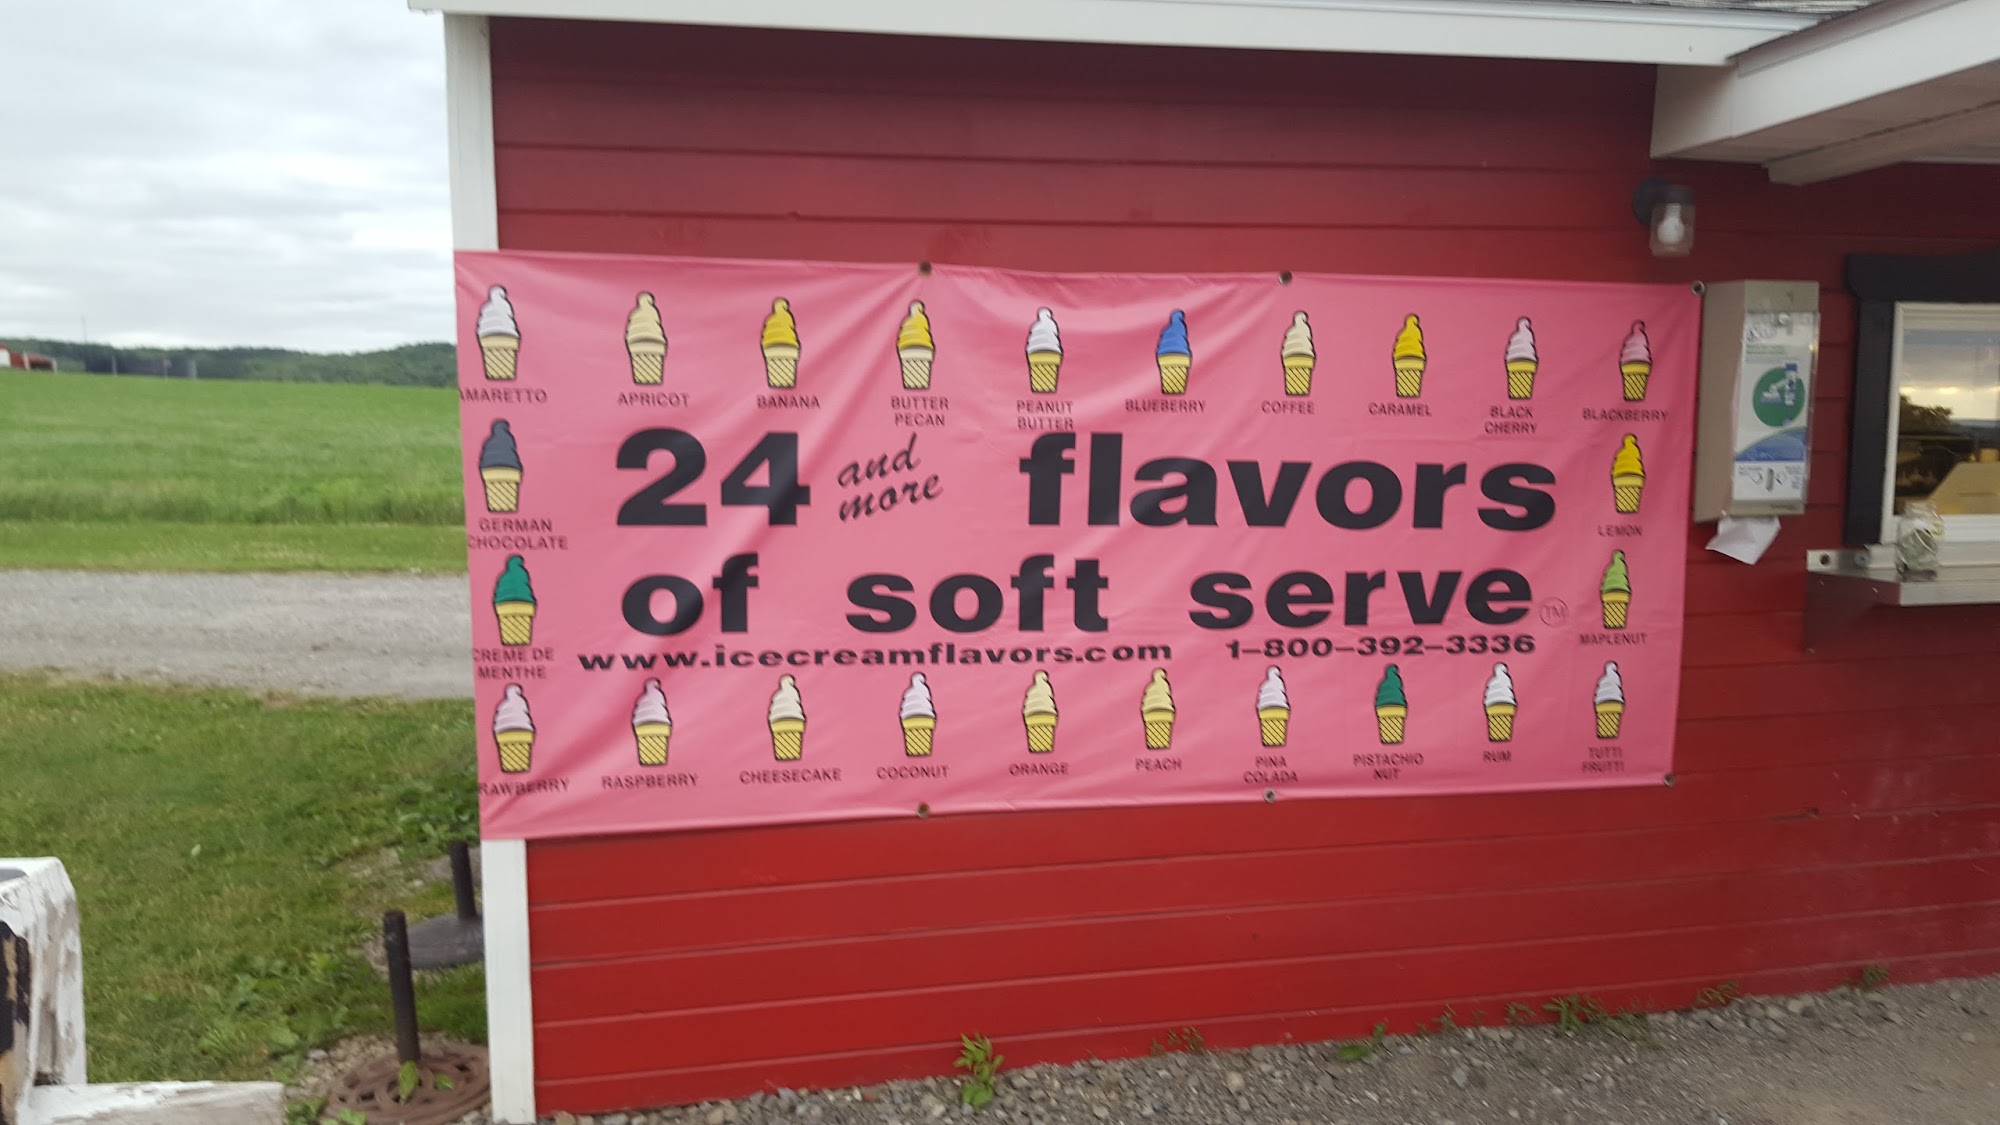 AMARETTO
APRICOT
BANANA
BUTTER
PECAN
PEANUT
BUTTER
BLUEBERRY
COFFEE
CARAMEL
BLACK
CHERRY
BLACKBERRY
24 and more flavors
of soft serve TM
www.icecreamflavors.com 1-800-392-3336
GERMAN
CHOCOLATE
LEMON
CREME DE
MENTHE
MAPLENUT
RAWBERRY
RASPBERRY
CHEESECAKE
COCONUT
ORANGE
PEACH
PINA
COLADA
PISTACHIO
NUT
RUM
TUTTI
FRUTTI